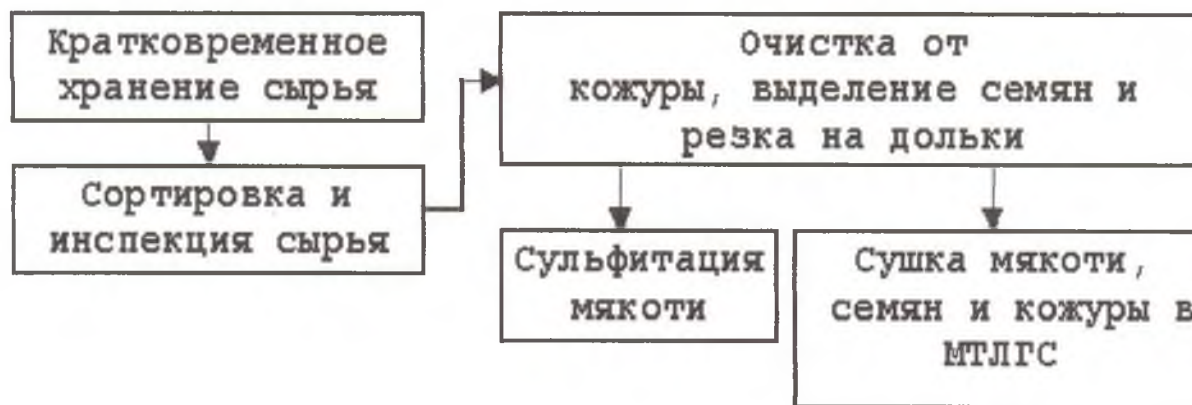 Кратковременное
хранение сырья
Сортировка и
инспекция сырья
Очистка от
кожуры, выделение семян и
резка на дольки
Сульфитация
мякоти
Сушка мякоти,
семян и кожуры в
МТЛГС